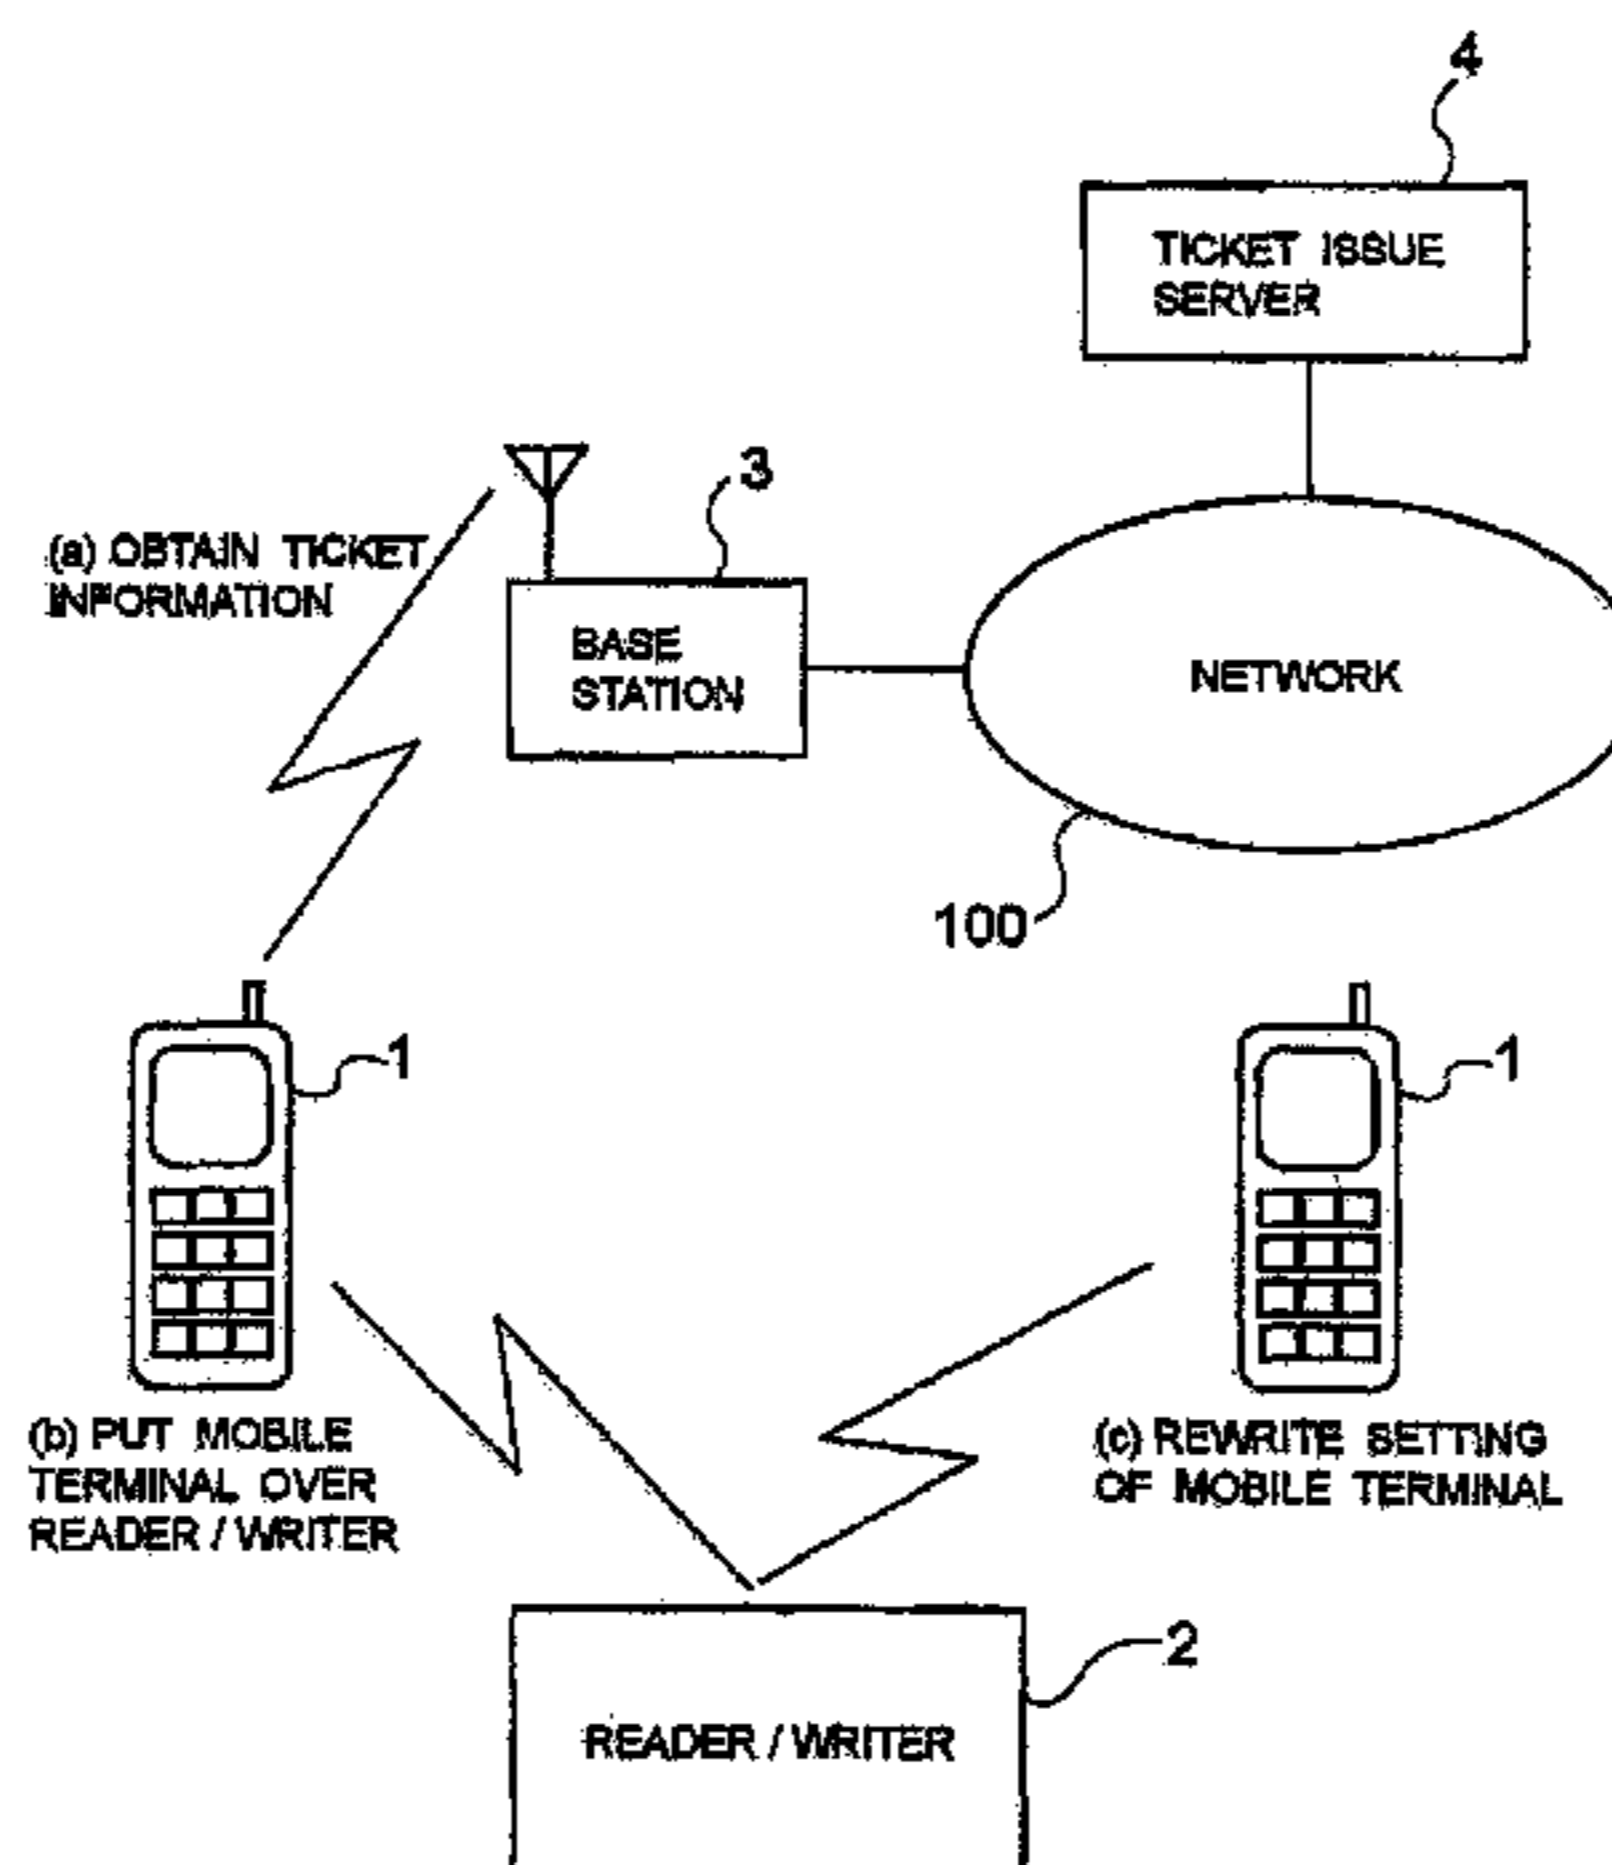 4
TICKET ISSUE
SERVER
3
(a) OBTAIN TICKET
INFORMATION
BASE
STATION
NETWORK
100
1
1
(b) PUT MOBILE
TERMINAL OVER
READER / WRITER
(c) REWRITE SETTING
OF MOBILE TERMINAL
2
READER / WRITER